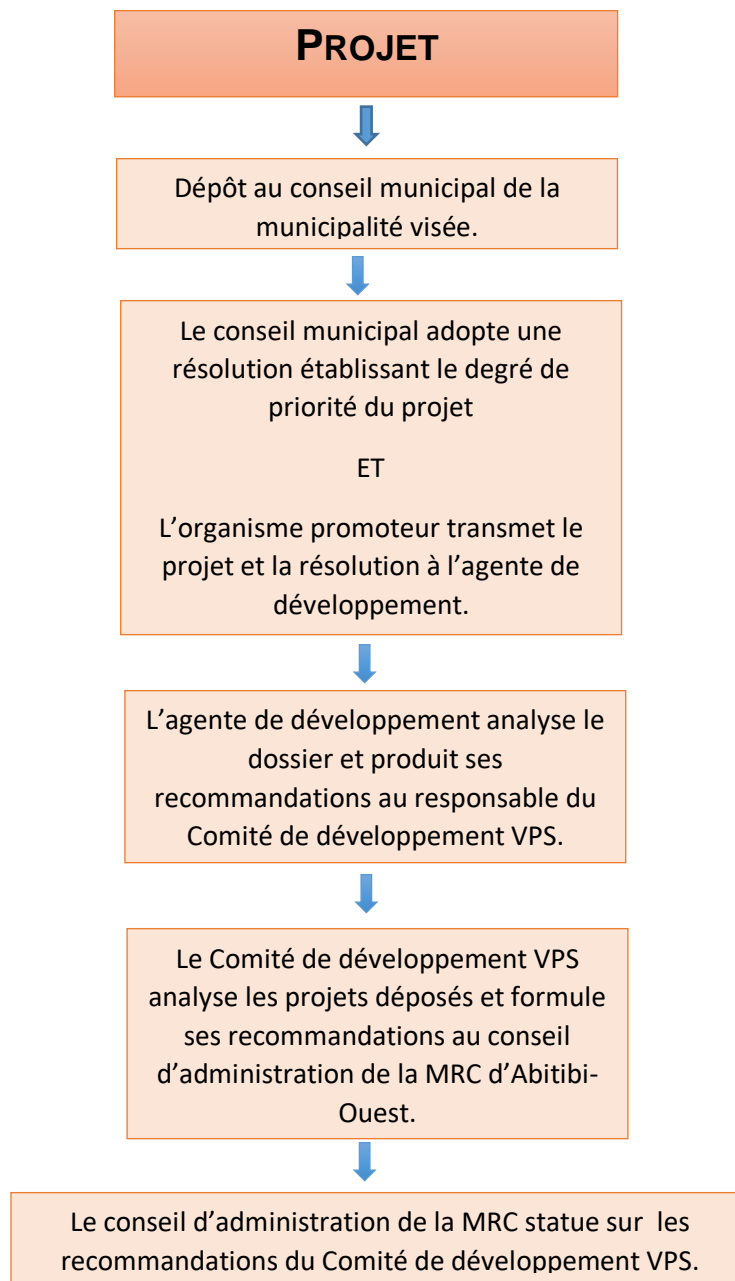 PROJET
Dépôt au conseil municipal de la
municipalité visée.
Le conseil municipal adopte une
résolution établissant le degré de
priorité du projet
ET
L’organisme promoteur transmet le
projet et la résolution à l’agente de
développement.
L’agente de développement analyse le
dossier et produit ses
recommandations au responsable du
Comité de développement VPS.
Le Comité de développement VPS
analyse les projets déposés et formule
ses recommandations au conseil
d’administration de la MRC d’Abitibi-
Ouest.
Le conseil d’administration de la MRC statue sur les
recommandations du Comité de développement VPS.